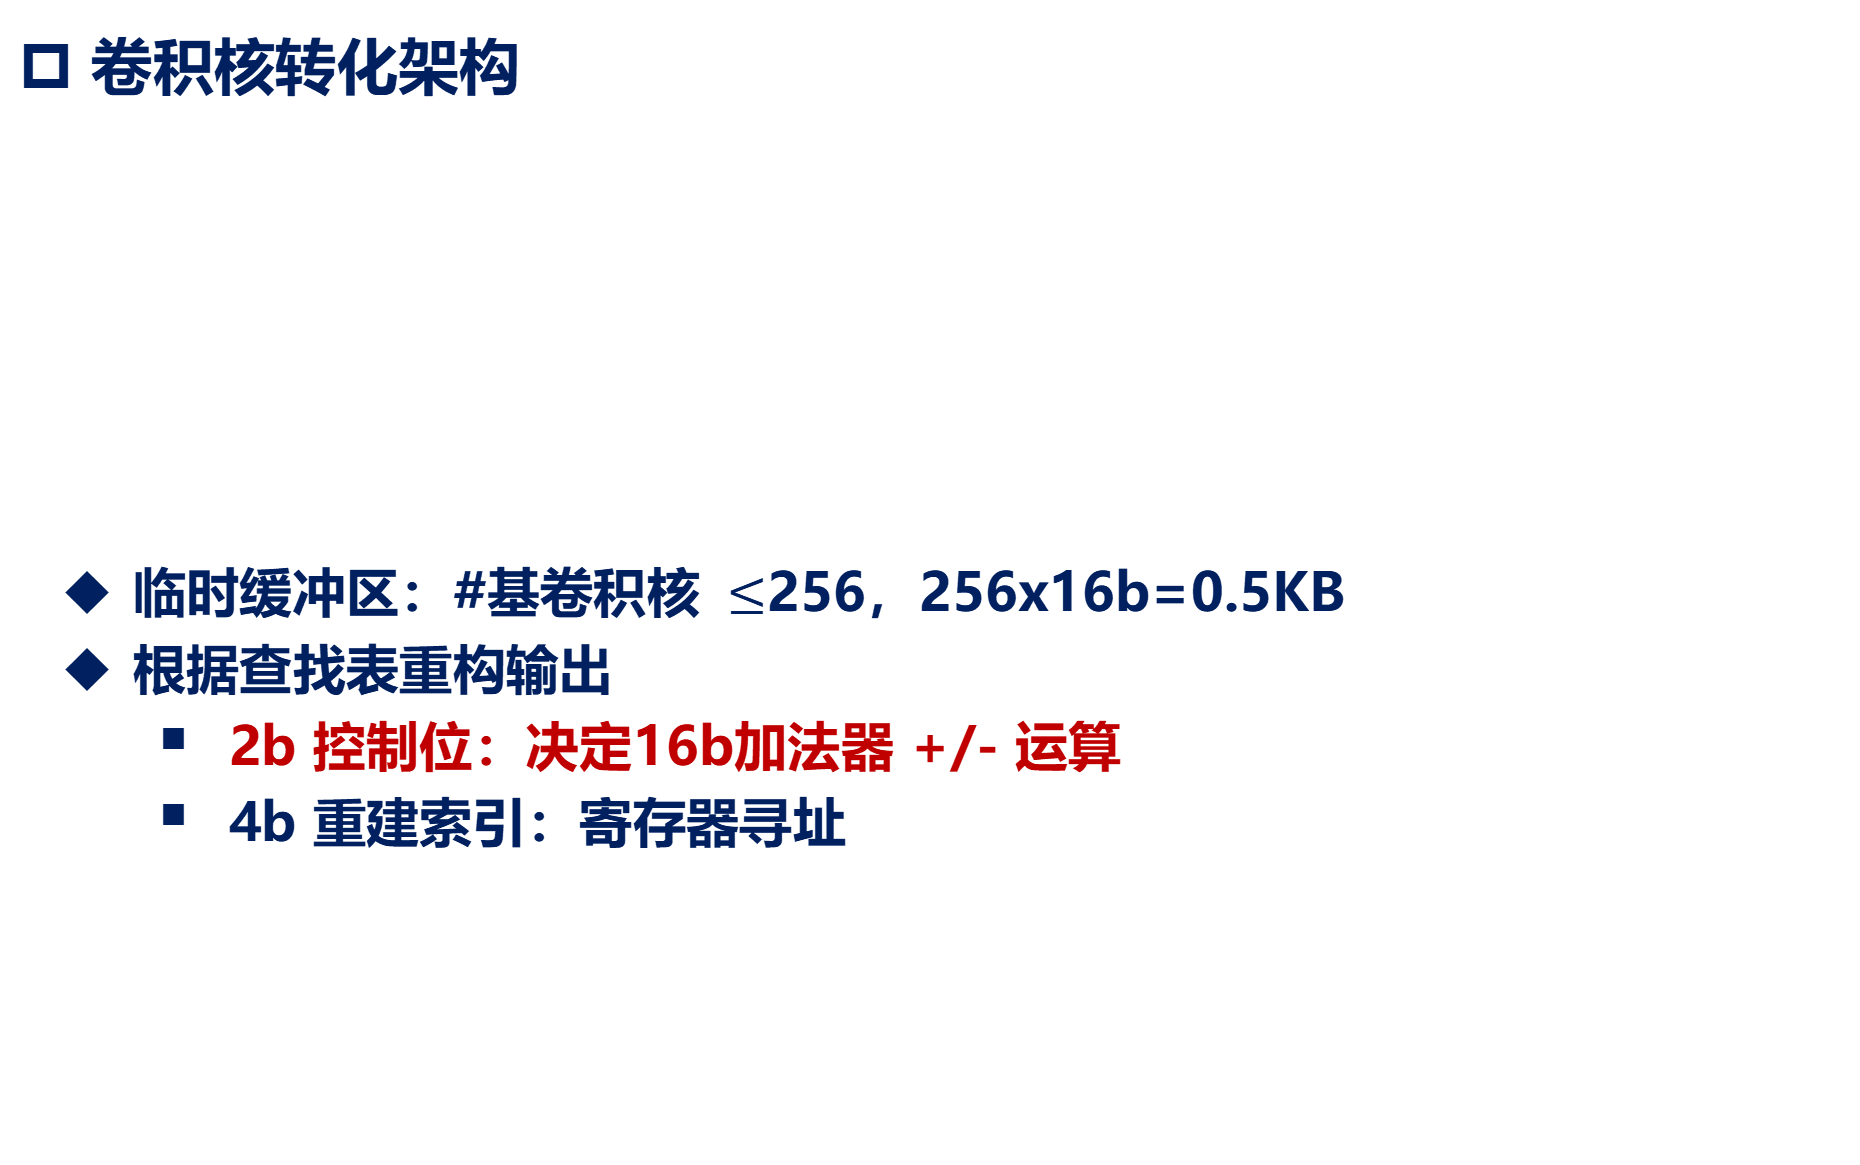 卷积核转化架构
临时缓冲区：#基卷积核 ≤256，256x16b=0.5KB
根据查找表重构输出
2b 控制位：决定16b加法器 +/- 运算
4b 重建索引：寄存器寻址